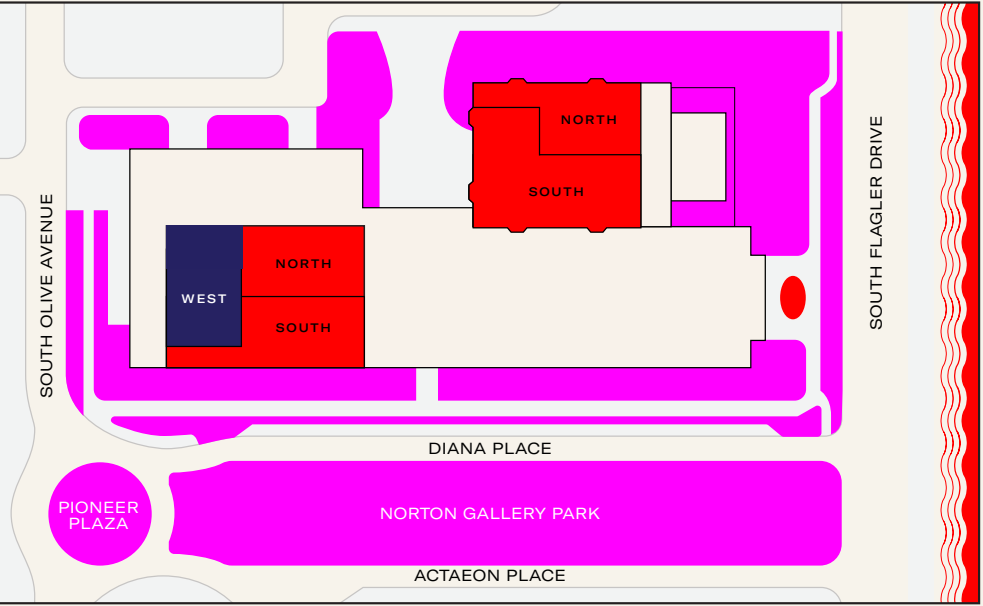 NORTH
SOUTH
SOUTH FLAGLER DRIVE
SOUTH OLIVE AVENUE
WEST
NORTH
SOUTH
DIANA PLACE
PIONEER
PLAZA
NORTON GALLERY PARK
ACTAEON PLACE